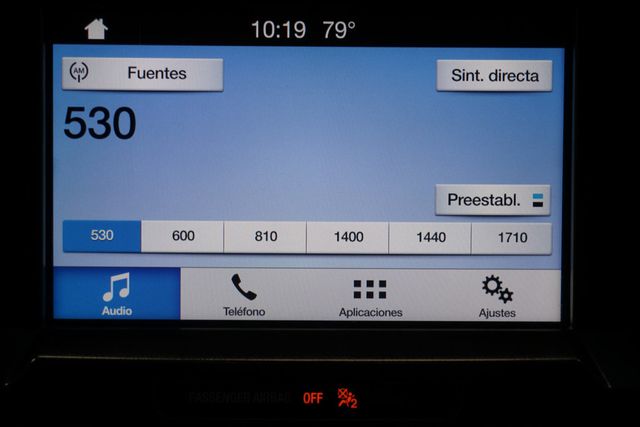 10:19 79°
AM Fuentes Sint. directa
530
Preestabl.
530 600 810 1400 1440 1710
Audio Teléfono Aplicaciones Ajustes
PASSENGER AIRBAG OFF 2